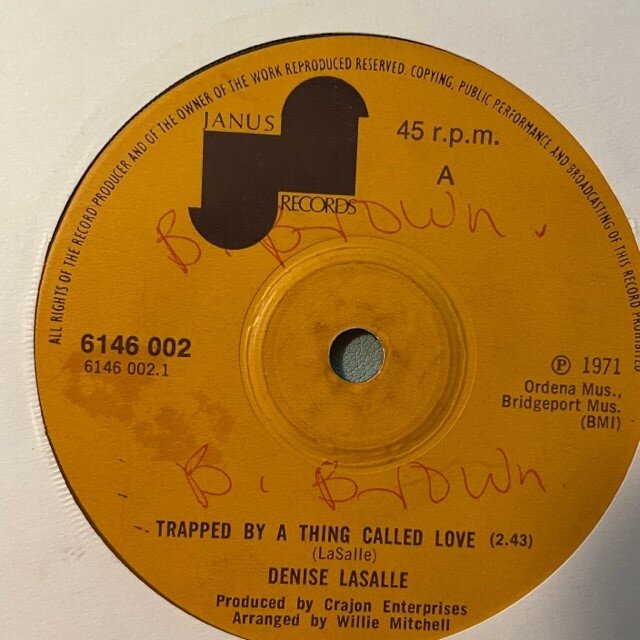 ALL RIGHTS OF THE RECORD PRODUCER AND OF THE OWNER OF THE WORK REPRODUCED RESERVED. COPYING, PUBLIC PERFORMANCE AND BROADCASTING OF THIS RECORD PROHIBITED
JANUS
RECORDS
45 r.p.m.
A
B. Brown.
6146 002
6146 002.1
Ⓟ 1971
Ordena Mus.,
Bridgeport Mus.
(BMI)
B. Brown
TRAPPED BY A THING CALLED LOVE (2.43)
(LaSalle)
DENISE LASALLE
Produced by Crajon Enterprises
Arranged by Willie Mitchell